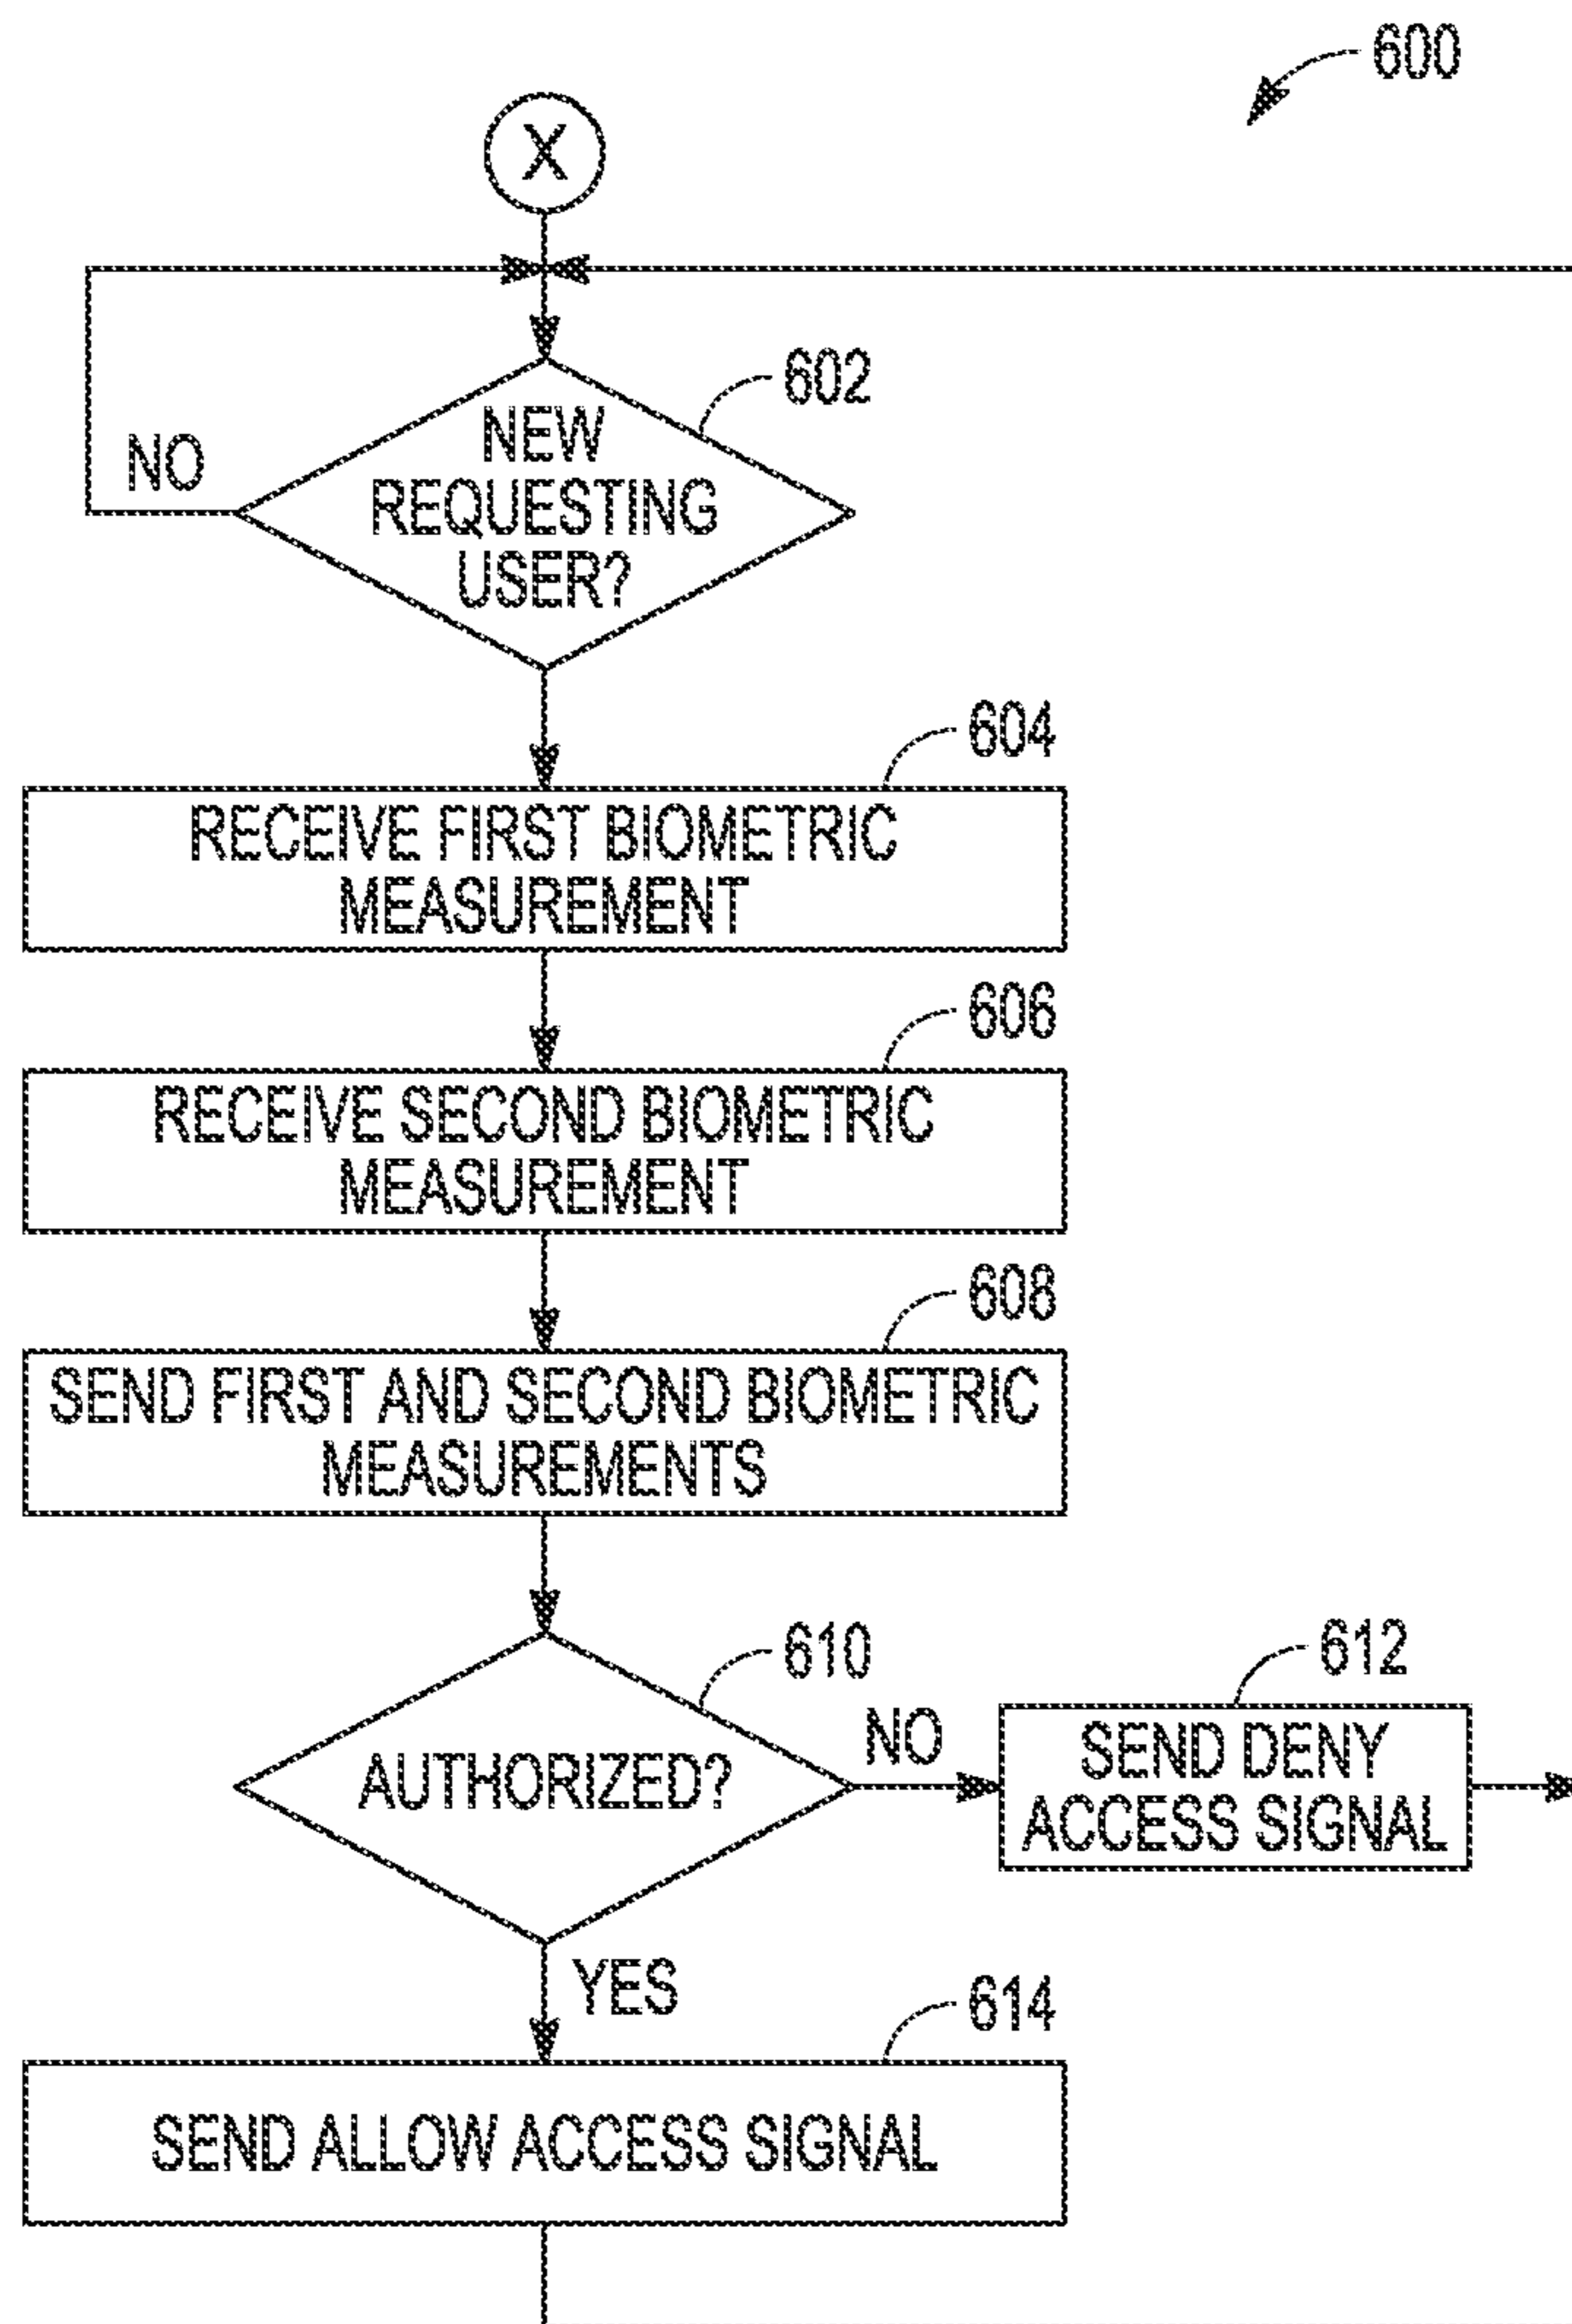 600
X
602
NO
NEW
REQUESTING
USER?
604
RECEIVE FIRST BIOMETRIC
MEASUREMENT
606
RECEIVE SECOND BIOMETRIC
MEASUREMENT
608
SEND FIRST AND SECOND BIOMETRIC
MEASUREMENTS
610
AUTHORIZED?
NO
612
SEND DENY
ACCESS SIGNAL
YES
614
SEND ALLOW ACCESS SIGNAL